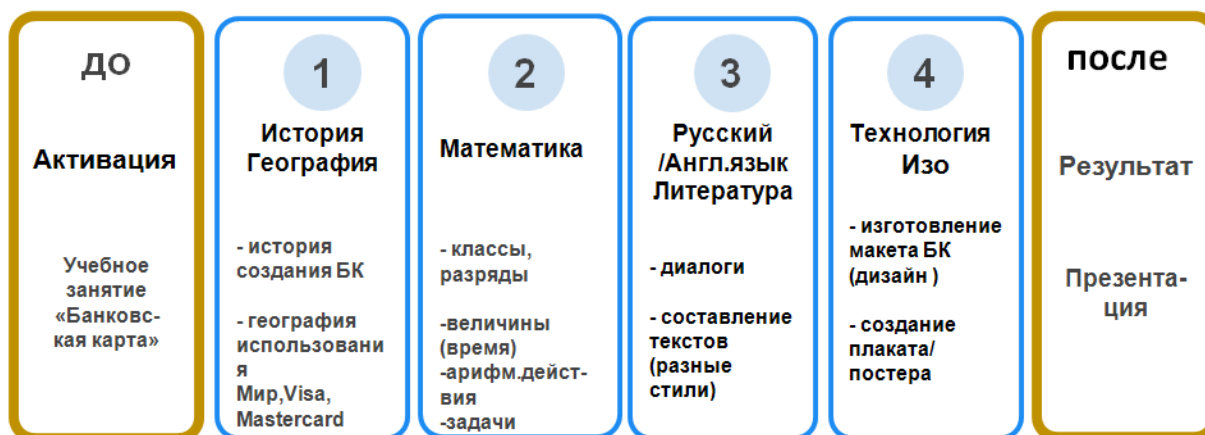 до
Активация
Учебное
занятие
«Банковс-
кая карта»
1
История
География
- история
создания БК
- география
использовани
я
Мир,Visa,
Mastercard
2
Математика
- классы,
разряды
-величины
(время)
-арифм.дейст-
вия
-задачи
3
Русский
/Англ.язык
Литература
- диалоги
- составление
текстов
(разные
стили)
4
Технология
Изо
- изготовление
макета БК
(дизайн )
- создание
плаката/
постера
после
Результат
Презента-
ция